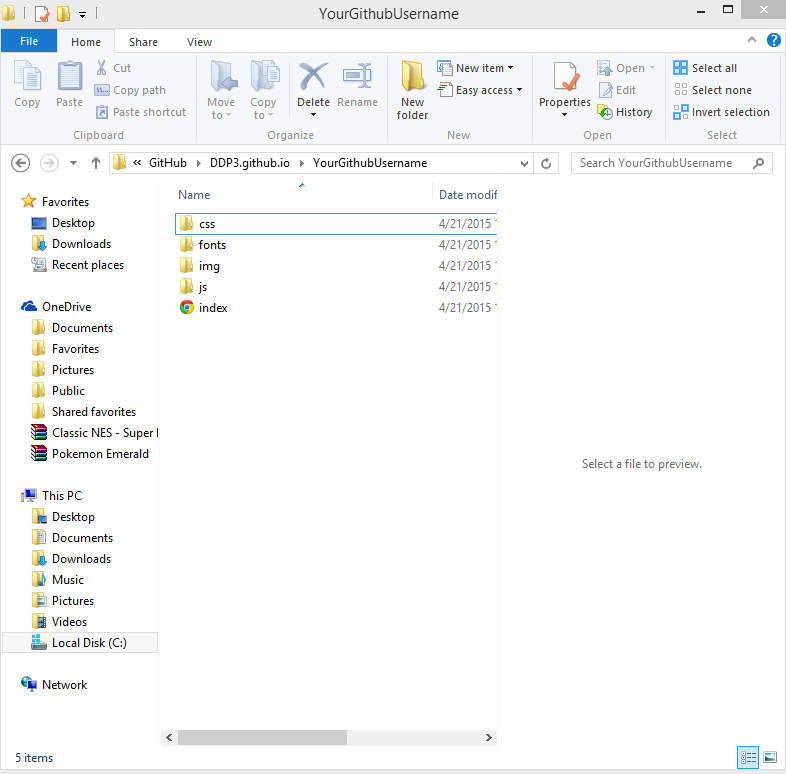 YourGithubUsername
File Home Share View
Copy
Paste
Cut
Copy path
Paste shortcut
Clipboard
Move to
Copy to
Delete
Rename
Organize
New folder
New item
Easy access
New
Properties
Open
Edit
History
Open
Select all
Select none
Invert selection
Select
« GitHub DDP3.github.io YourGithubUsername
Search YourGithubUsername
Favorites
Desktop
Downloads
Recent places
OneDrive
Documents
Favorites
Pictures
Public
Shared favorites
Classic NES - Super
Pokemon Emerald
This PC
Desktop
Documents
Downloads
Music
Pictures
Videos
Local Disk (C:)
Network
Name Date modif
css 4/21/2015 1
fonts 4/21/2015 1
img 4/21/2015 1
js 4/21/2015 1
index 4/21/2015 1
Select a file to preview.
5 items